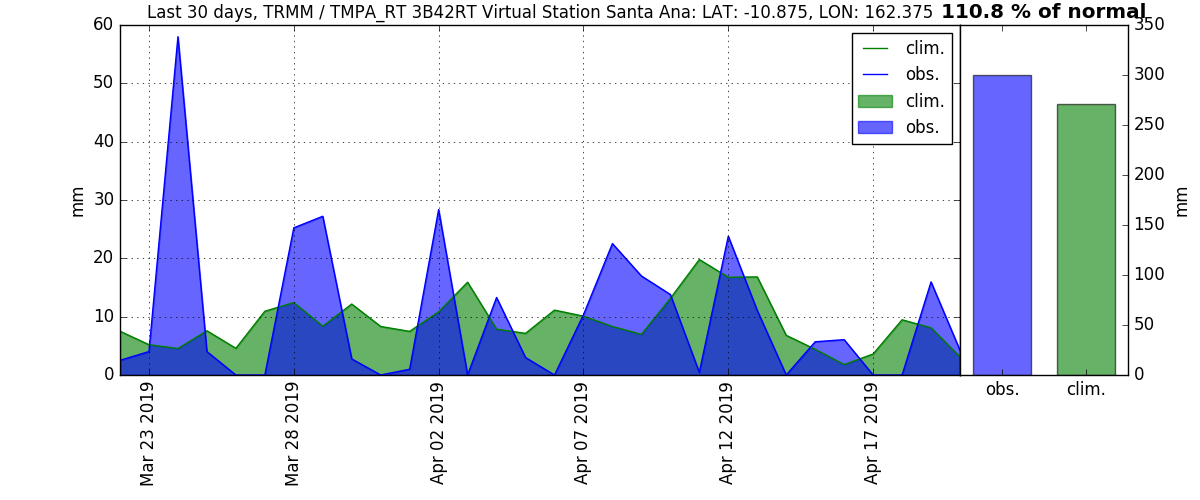 Last 30 days, TRMM / TMPA_RT 3B42RT Virtual Station Santa Ana: LAT: -10.875, LON: 162.375 110.8 % of normal
clim.
obs.
clim.
obs.
60
50
40
30
20
10
0
mm
350
300
250
200
150
100
50
0
mm
Mar 23 2019
Mar 28 2019
Apr 02 2019
Apr 07 2019
Apr 12 2019
Apr 17 2019
obs.
clim.